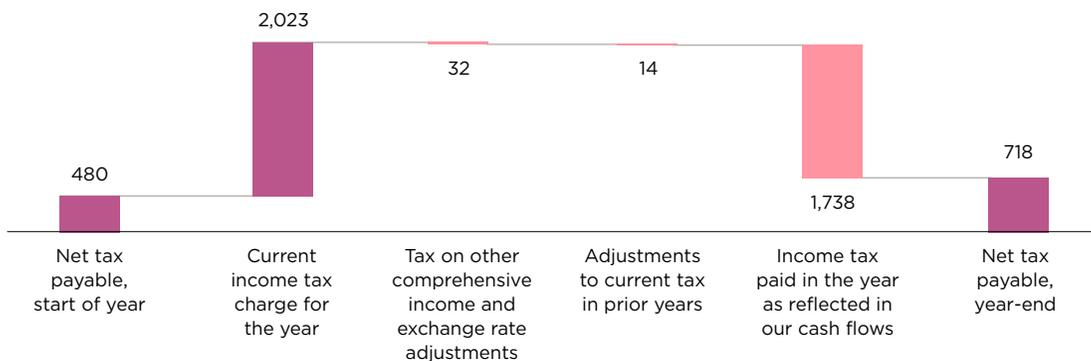 2,023
32
14
480
718
1,738
Net tax
payable,
start of year
Current
income tax
charge for
the year
Tax on other
comprehensive
income and
exchange rate
adjustments
Adjustments
to current tax
in prior years
Income tax
paid in the year
as reflected in
our cash flows
Net tax
payable,
year-end